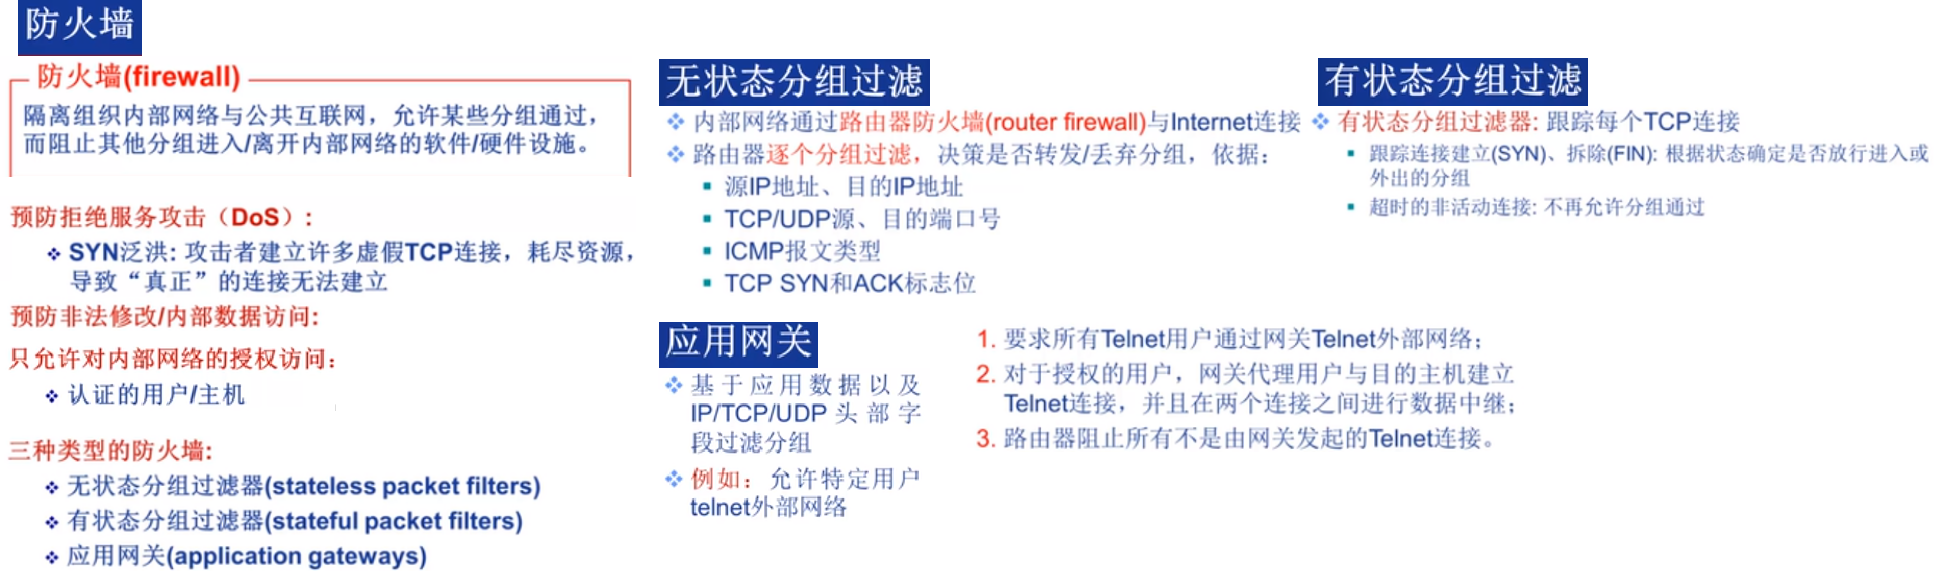 防火墙
防火墙(firewall)
隔离组织内部网络与公共互联网，允许某些分组通过，
而阻止其他分组进入/离开内部网络的软件/硬件设施。
预防拒绝服务攻击（DoS）:
SYN泛洪: 攻击者建立许多虚假TCP连接，耗尽资源，
导致“真正”的连接无法建立
预防非法修改/内部数据访问:
只允许对内部网络的授权访问：
认证的用户/主机
三种类型的防火墙:
无状态分组过滤器(stateless packet filters)
有状态分组过滤器(stateful packet filters)
应用网关(application gateways)
无状态分组过滤
内部网络通过路由器防火墙(router firewall)与Internet连接
路由器逐个分组过滤，决策是否转发/丢弃分组，依据：
源IP地址、目的IP地址
TCP/UDP源、目的端口号
ICMP报文类型
TCP SYN和ACK标志位
有状态分组过滤
有状态分组过滤器: 跟踪每个TCP连接
跟踪连接建立(SYN)、拆除(FIN): 根据状态确定是否放行进入或
外出的分组
超时的非活动连接: 不再允许分组通过
应用网关
基于应用数据以及
IP/TCP/UDP头部字
段过滤分组
例如：允许特定用户
telnet外部网络
1. 要求所有Telnet用户通过网关Telnet外部网络；
2. 对于授权的用户，网关代理用户与目的主机建立
Telnet连接，并且在两个连接之间进行数据中继；
3. 路由器阻止所有不是由网关发起的Telnet连接。